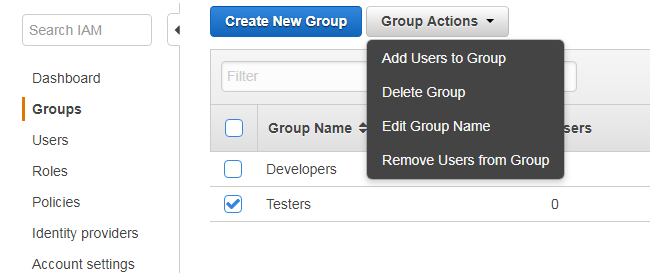 Search IAM
Dashboard
Groups
Users
Roles
Policies
Identity providers
Account settings
Create New Group
Group Actions
Add Users to Group
Delete Group
Edit Group Name
Remove Users from Group
Filter
Group Name
sers
Developers
Testers 0